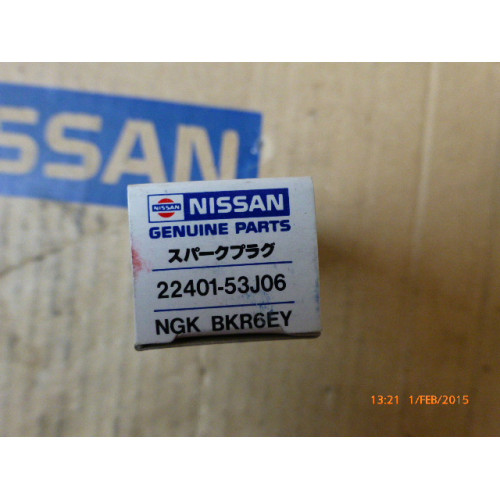 NISSAN
NISSAN
NISSAN
GENUINE PARTS
スパークプラグ
22401-53J06
NGK BKR6EY
13:21 1/FEB/2015